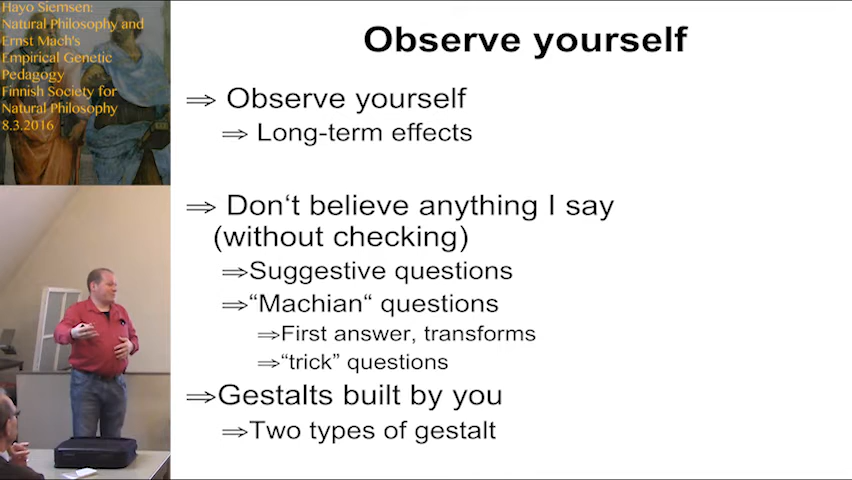 Hayo Siemsen:
Natural Philosophy and
Ernst Mach's
Empirical Genetic
Pedagogy
Finnish Society for
Natural Philosophy
8.3.2016
Observe yourself
⇒ Observe yourself
⇒ Long-term effects
⇒ Don‘t believe anything I say
(without checking)
⇒Suggestive questions
⇒“Machian“ questions
⇒First answer, transforms
⇒“trick” questions
⇒Gestalts built by you
⇒Two types of gestalt